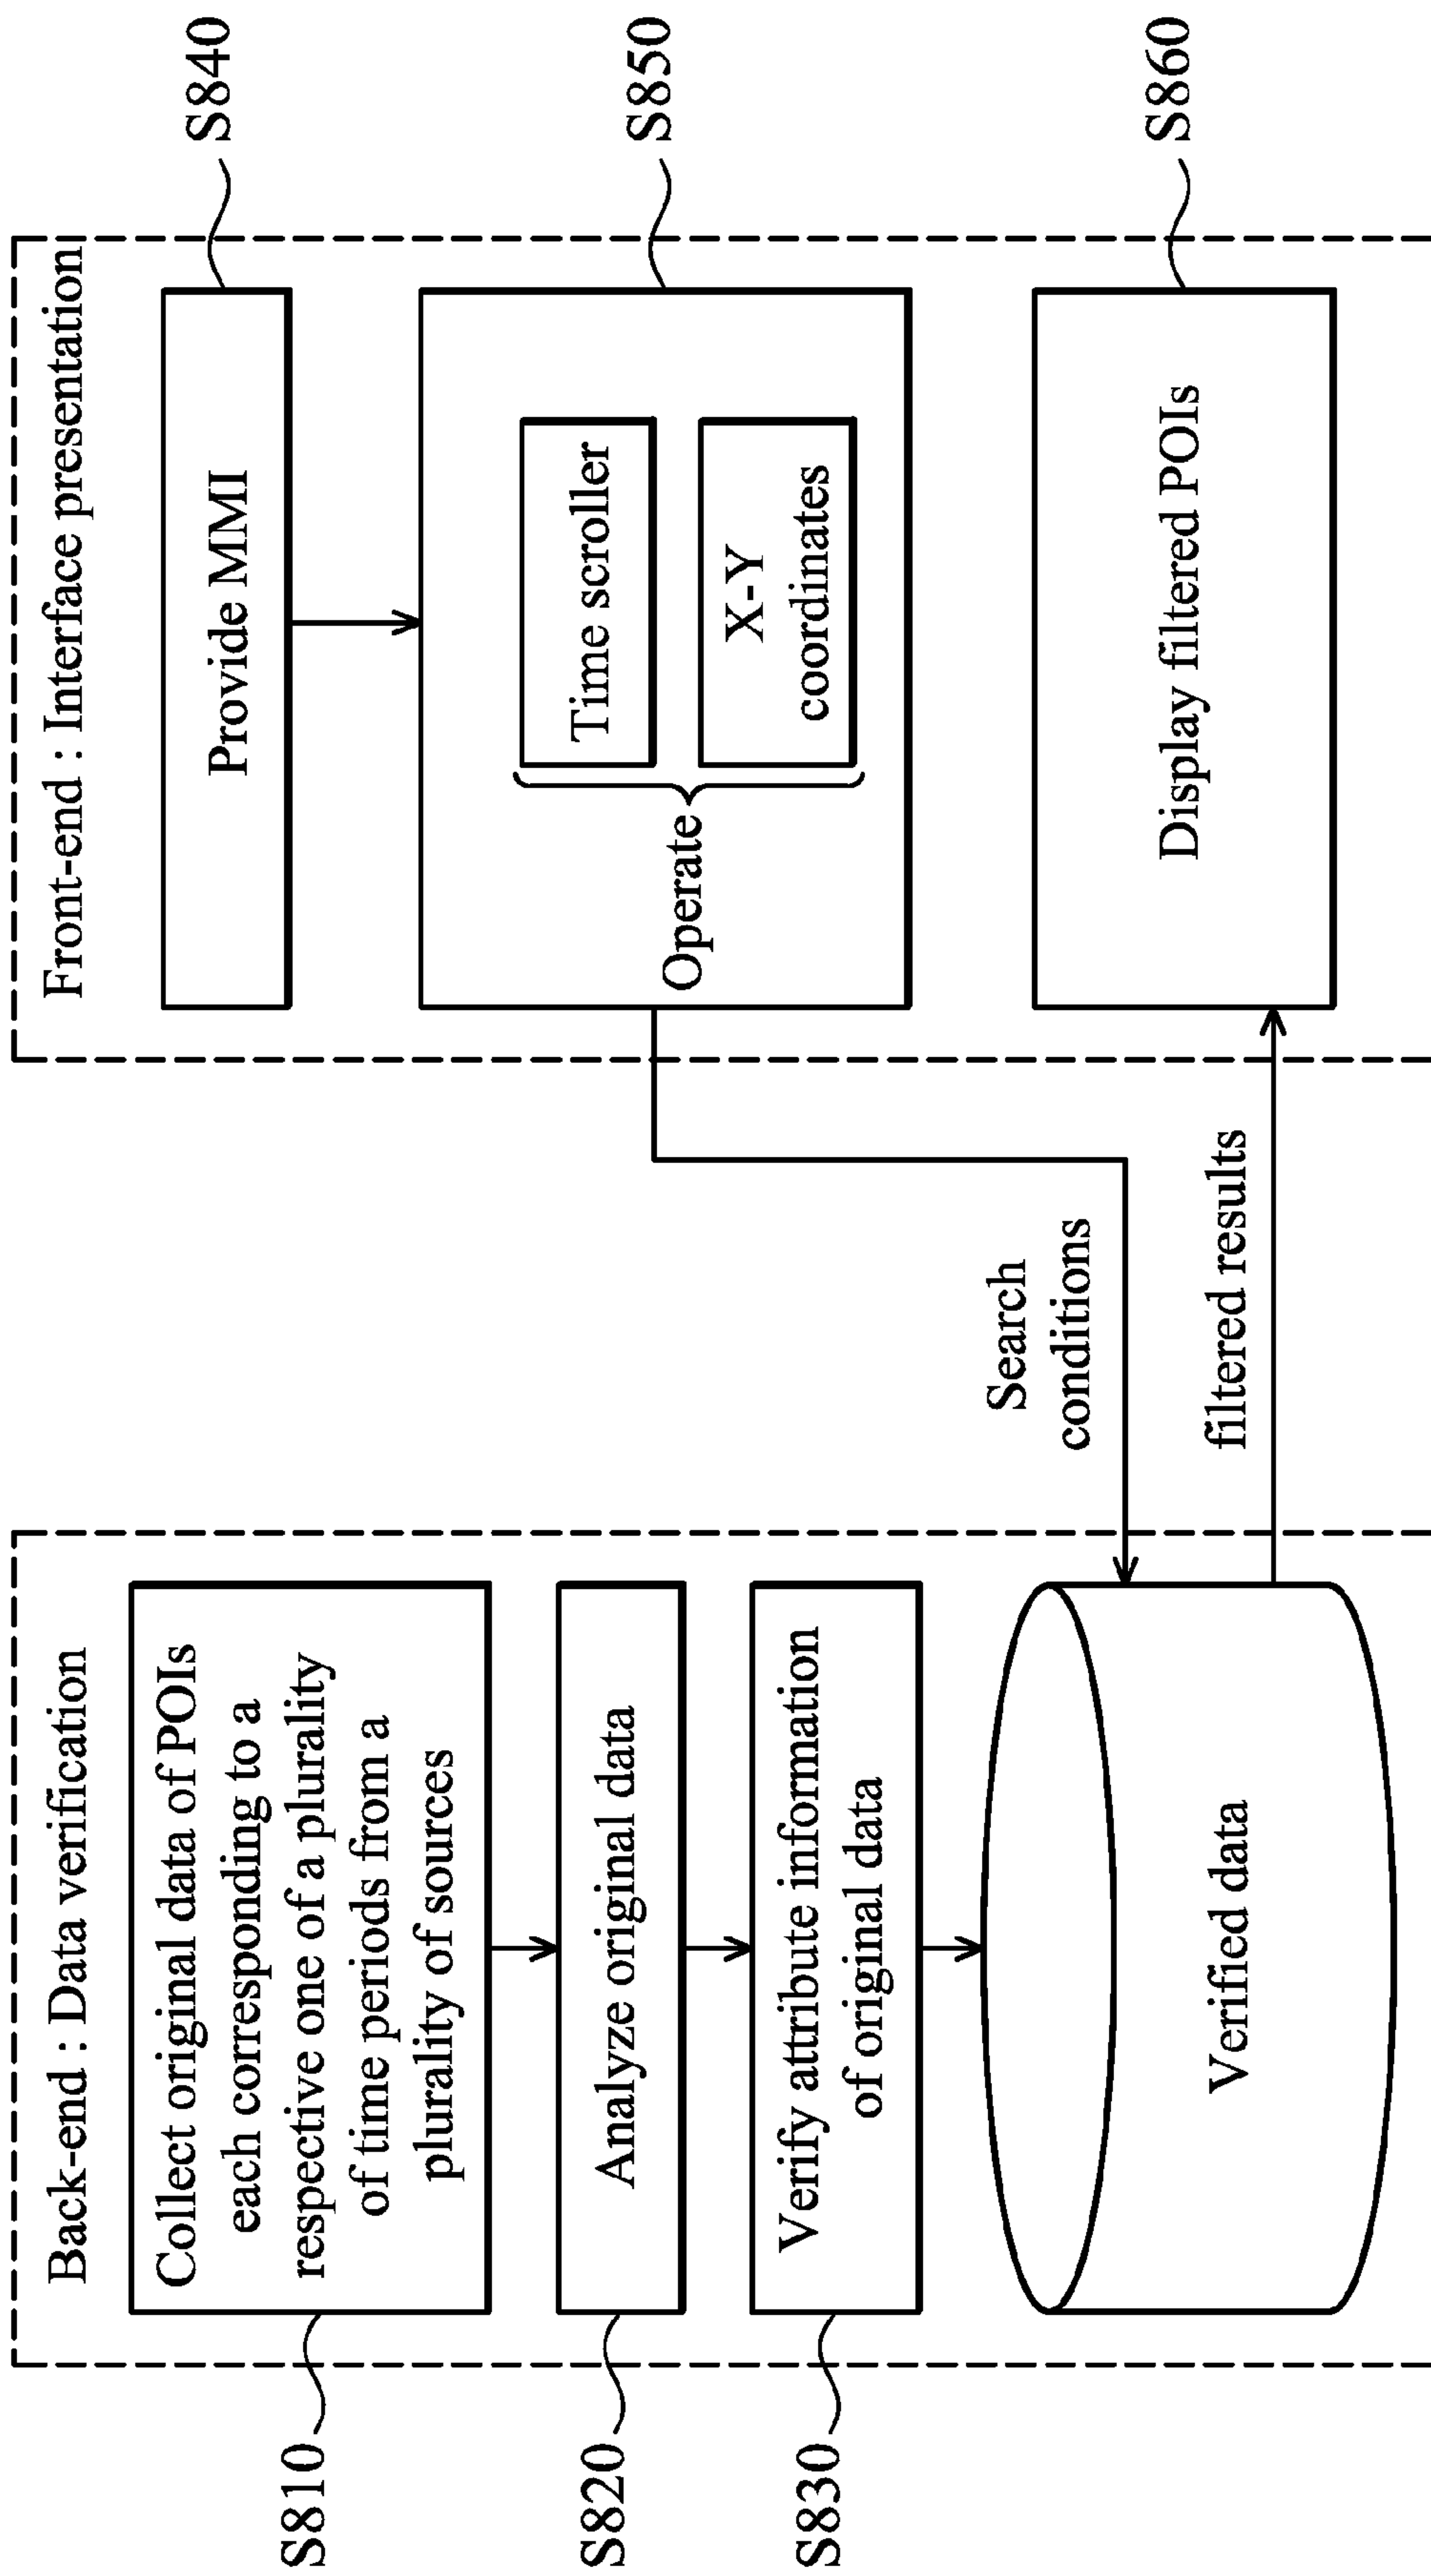 Back-end : Data verification
S810
Collect original data of POIs
each corresponding to a
respective one of a plurality
of time periods from a
plurality of sources
S820
Analyze original data
S830
Verify attribute information
of original data
Verified data
Search
conditions
filtered results
Front-end : Interface presentation
Provide MMI
S840
Operate
Time scroller
X-Y
coordinates
S850
Display filtered POIs
S860